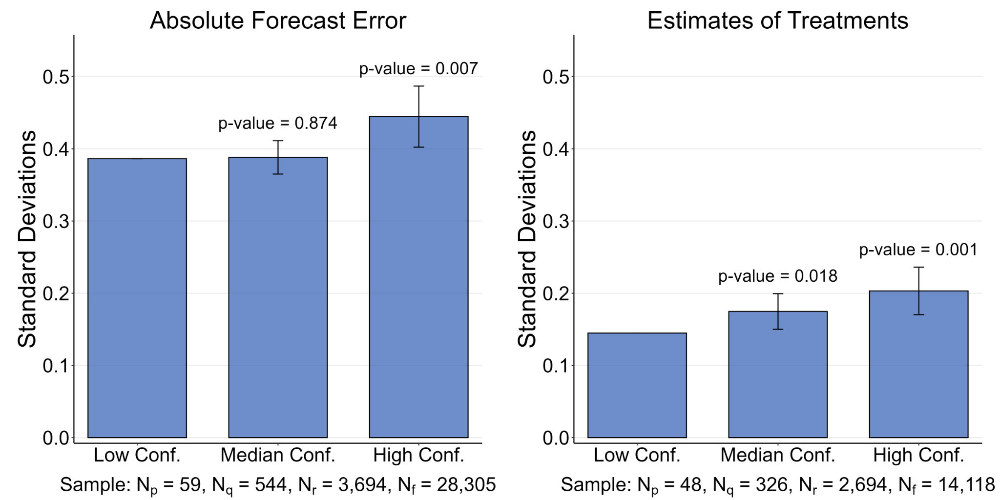 Absolute Forecast Error
Standard Deviations
0.5
0.4
0.3
0.2
0.1
0.0
p-value = 0.007
p-value = 0.874
Low Conf. Median Conf. High Conf.
Sample: Nₚ = 59, N_q = 544, Nᵣ = 3,694, N_f = 28,305
Estimates of Treatments
Standard Deviations
0.5
0.4
0.3
0.2
0.1
0.0
p-value = 0.001
p-value = 0.018
Low Conf. Median Conf. High Conf.
Sample: Nₚ = 48, N_q = 326, Nᵣ = 2,694, N_f = 14,118